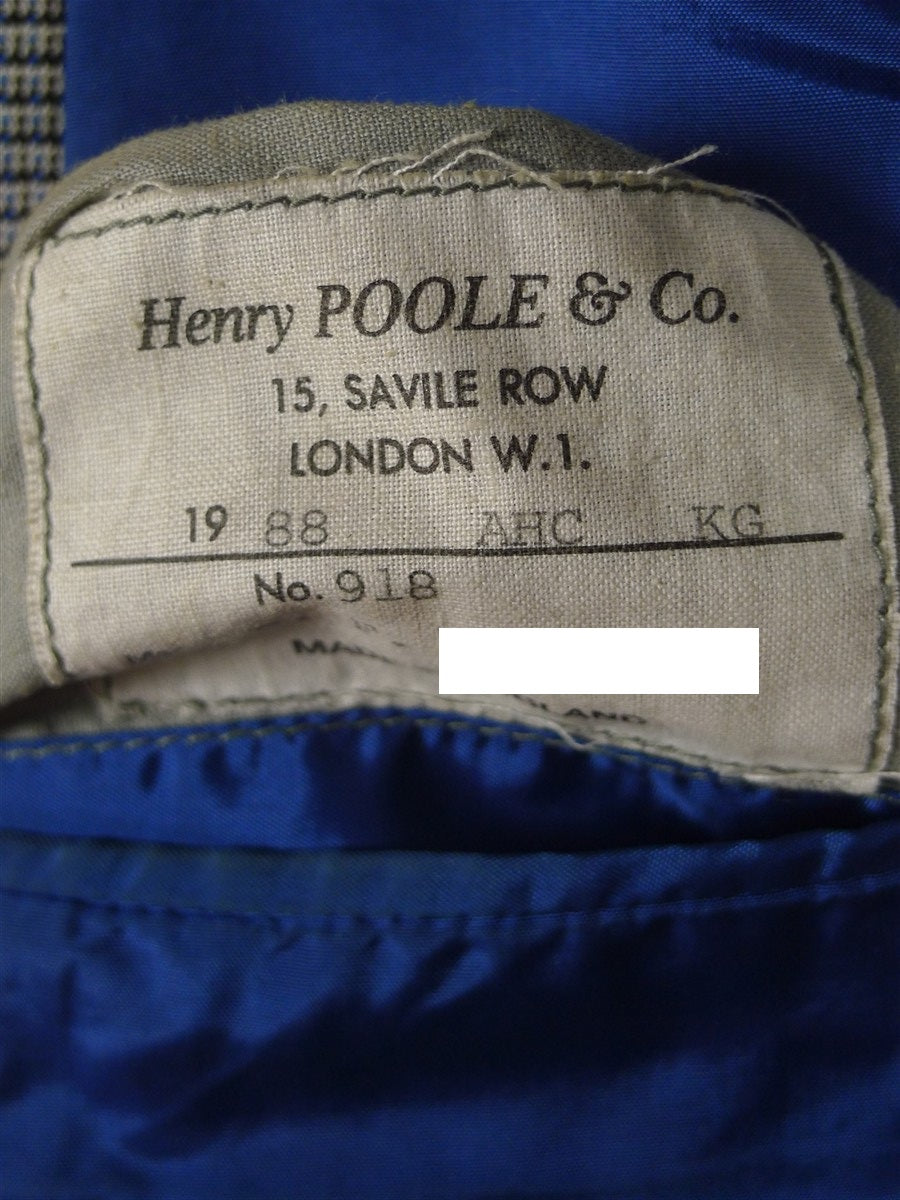 Henry POOLE & Co.
15, SAVILE ROW
LONDON W.1.
19 88 AHC KG
No. 918